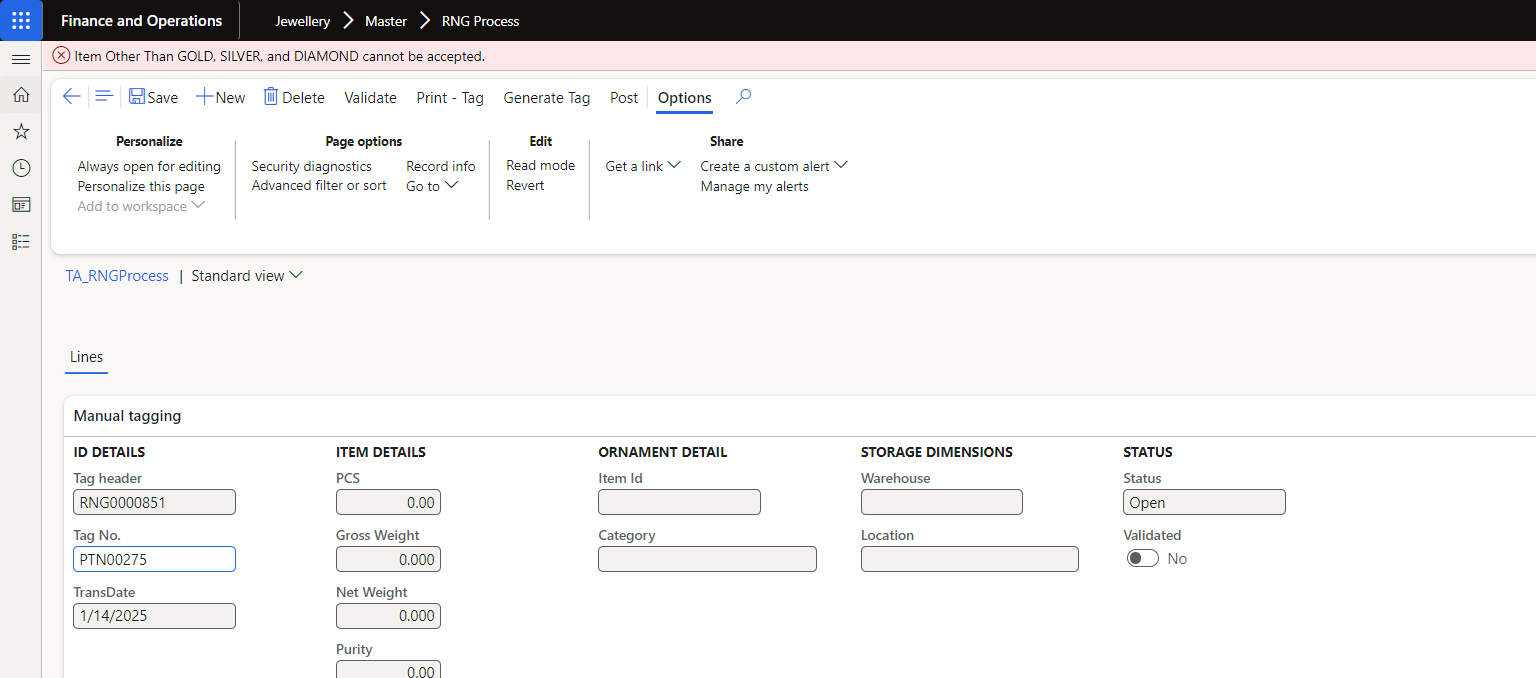 Finance and Operations
Jewellery > Master > RNG Process
Item Other Than GOLD, SILVER, and DIAMOND cannot be accepted.
Save New Delete Validate Print - Tag Generate Tag Post Options
Personalize
Always open for editing
Personalize this page
Add to workspace
Page options
Security diagnostics
Advanced filter or sort
Record info
Go to
Edit
Read mode
Revert
Get a link
Share
Create a custom alert
Manage my alerts
TA_RNGProcess | Standard view
Lines
Manual tagging
ID DETAILS
Tag header
RNG0000851
Tag No.
PTN00275
TransDate
1/14/2025
ITEM DETAILS
PCS
0.00
Gross Weight
0.000
Net Weight
0.000
Purity
0.00
ORNAMENT DETAIL
Item Id
Category
STORAGE DIMENSIONS
Warehouse
Location
STATUS
Status
Open
Validated
No